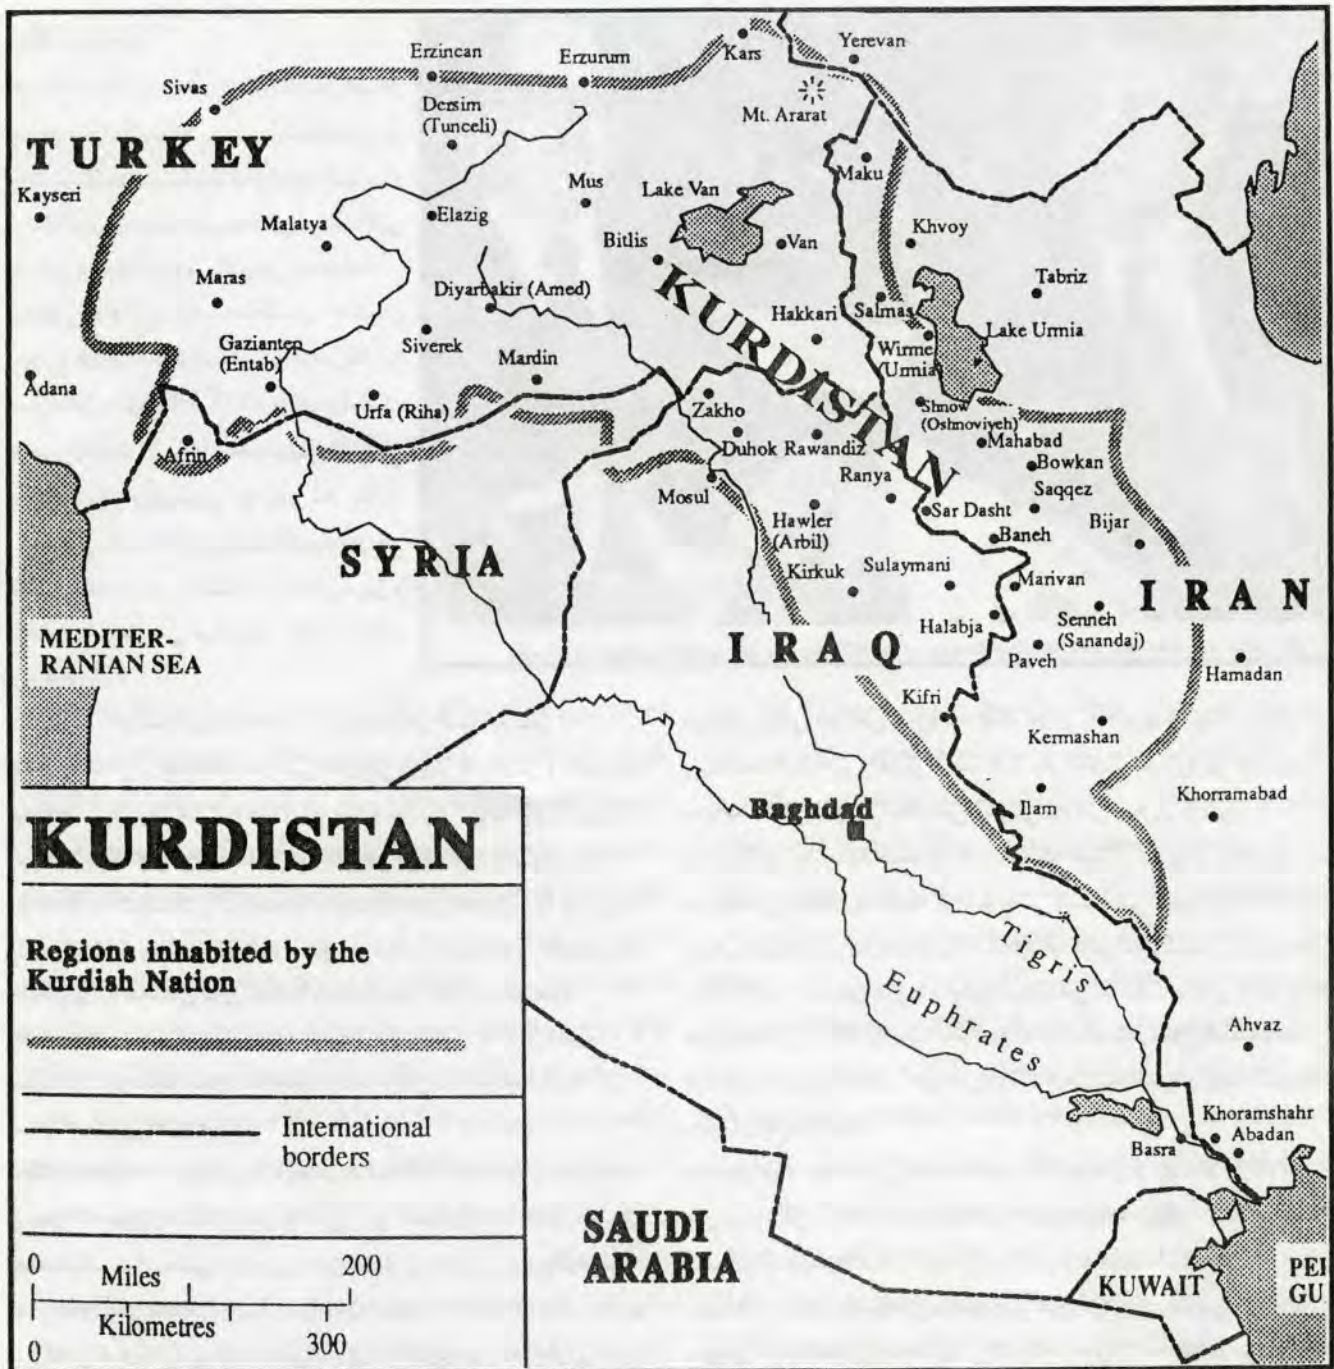 Kars
Yerevan
Erzincan
Erzurum
Sivas
Mt. Ararat
Dersim
(Tunceli)
TURKEY
Maku
Kayseri
Mus
Lake Van
Malatya
Elazig
Khvoy
Bitlis
Van
Maras
Tabriz
Diyarbakir (Amed)
KURDISTAN
Hakkari
Salmas
Lake Urmia
Gazianten
(Entab)
Siverek
Mardin
Wirme
(Urmia)
Adana
Urfa (Riha)
Zakho
Shnow
(Oshnoviyeh)
Mahabad
Afrin
Duhok
Rawandiz
Bowkan
Mosul
Ranya
Saqqez
Sar Dasht
Bijar
Hawler
(Arbil)
Baneh
SYRIA
Kirkuk
Sulaymani
Marivan
IRAN
Halabja
Senneh
(Sanandaj)
MEDITER-
RANIAN SEA
IRAQ
Paveh
Hamadan
Kifri
Kermashan
Ilam
Khorramabad
Baghdad
KURDISTAN
Regions inhabited by the
Kurdish Nation
Tigris
Euphrates
Ahvaz
International
borders
Khoramshahr
Abadan
Basra
SAUDI
ARABIA
KUWAIT
PEI
GU
0 Miles 200
Kilometres
0 300